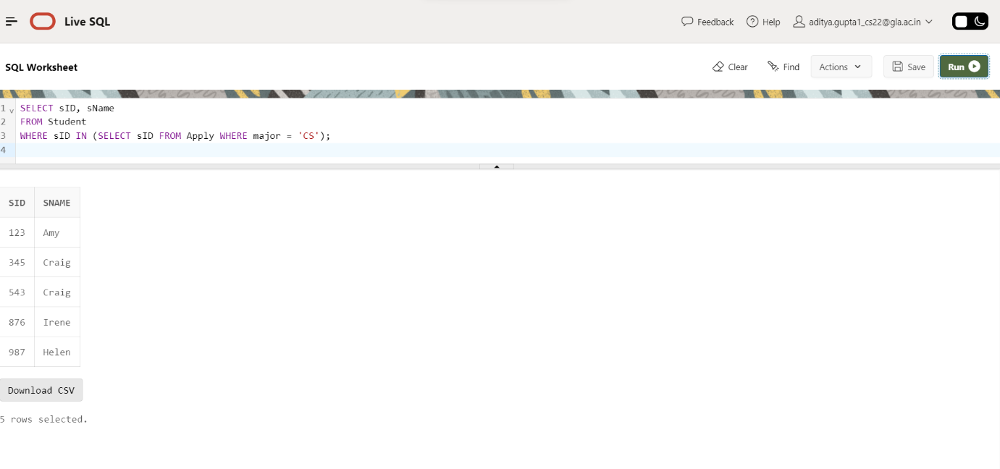 Live SQL
Feedback
Help
aditya.gupta1_cs22@gla.ac.in
SQL Worksheet
Clear
Find
Actions
Save
Run
1 SELECT sID, sName
2 FROM Student
3 WHERE sID IN (SELECT sID FROM Apply WHERE major = 'CS');
4
SID SNAME
123 Amy
345 Craig
543 Craig
876 Irene
987 Helen
Download CSV
5 rows selected.